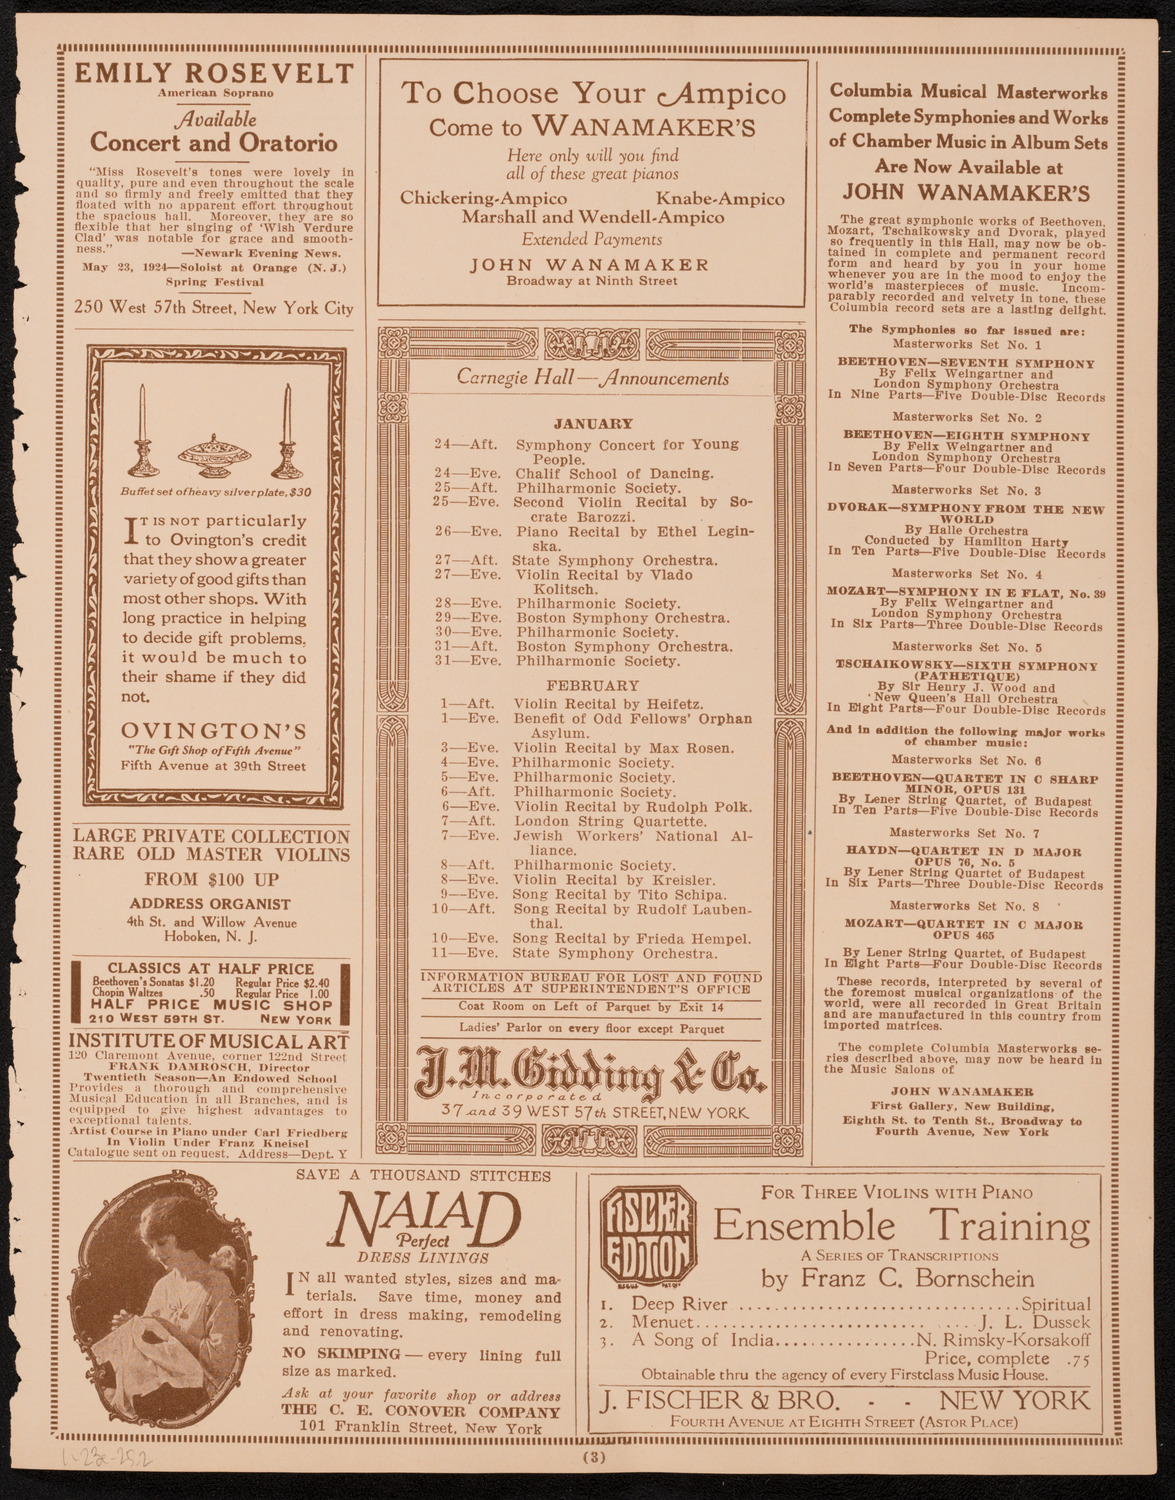 EMILY ROSEVELT
American Soprano
Available
Concert and Oratorio
"Miss Rosevelt's tones were lovely in
quality, pure and even throughout the scale
and so firmly and freely emitted that they
floated with no apparent effort throughout
the spacious hall. Moreover, they are so
flexible that her singing of 'Wish Verdure
Clad' was notable for grace and smooth-
ness." —Newark Evening News.
May 23, 1924—Soloist at Orange (N. J.)
Spring Festival
250 West 57th Street, New York City
Buffet set of heavy silver plate, $30
IT IS NOT particularly
to Ovington's credit
that they show a greater
variety of good gifts than
most other shops. With
long practice in helping
to decide gift problems,
it would be much to
their shame if they did
not.
OVINGTON'S
"The Gift Shop of Fifth Avenue"
Fifth Avenue at 39th Street
LARGE PRIVATE COLLECTION
RARE OLD MASTER VIOLINS
FROM $100 UP
ADDRESS ORGANIST
4th St. and Willow Avenue
Hoboken, N. J.
CLASSICS AT HALF PRICE
Beethoven's Sonatas $1.20 Regular Price $2.40
Chopin Waltzes .50 Regular Price 1.00
HALF PRICE MUSIC SHOP
210 WEST 59TH ST. NEW YORK
INSTITUTE OF MUSICAL ART
120 Claremont Avenue, corner 122nd Street
FRANK DAMROSCH, Director
Twentieth Season—An Endowed School
Provides a thorough and comprehensive
Musical Education in all Branches, and is
equipped to give highest advantages to
exceptional talents.
Artist Course in Piano under Carl Friedberg
In Violin Under Franz Kneisel
Catalogue sent on request. Address—Dept. Y
To Choose Your Ampico
Come to WANAMAKER'S
Here only will you find
all of these great pianos
Chickering-Ampico Knabe-Ampico
Marshall and Wendell-Ampico
Extended Payments
JOHN WANAMAKER
Broadway at Ninth Street
Carnegie Hall—Announcements
JANUARY
24—Aft. Symphony Concert for Young
People.
24—Eve. Chalif School of Dancing.
25—Aft. Philharmonic Society.
25—Eve. Second Violin Recital by So-
crate Barozzi.
26—Eve. Piano Recital by Ethel Legin-
ska.
27—Aft. State Symphony Orchestra.
27—Eve. Violin Recital by Vlado
Kolitsch.
28—Eve. Philharmonic Society.
29—Eve. Boston Symphony Orchestra.
30—Eve. Philharmonic Society.
31—Aft. Boston Symphony Orchestra.
31—Eve. Philharmonic Society.
FEBRUARY
1—Aft. Violin Recital by Heifetz.
1—Eve. Benefit of Odd Fellows' Orphan
Asylum.
3—Eve. Violin Recital by Max Rosen.
4—Eve. Philharmonic Society.
5—Eve. Philharmonic Society.
6—Aft. Philharmonic Society.
6—Eve. Violin Recital by Rudolph Polk.
7—Aft. London String Quartette.
7—Eve. Jewish Workers' National Al-
liance.
8—Aft. Philharmonic Society.
8—Eve. Violin Recital by Kreisler.
9—Eve. Song Recital by Tito Schipa.
10—Aft. Song Recital by Rudolf Lauben-
thal.
10—Eve. Song Recital by Frieda Hempel.
11—Eve. State Symphony Orchestra.
INFORMATION BUREAU FOR LOST AND FOUND
ARTICLES AT SUPERINTENDENT'S OFFICE
Coat Room on Left of Parquet by Exit 14
Ladies' Parlor on every floor except Parquet
J.M. Gidding & Co.
Incorporated
37 and 39 WEST 57th STREET, NEW YORK
Columbia Musical Masterworks
Complete Symphonies and Works
of Chamber Music in Album Sets
Are Now Available at
JOHN WANAMAKER'S
The great symphonic works of Beethoven,
Mozart, Tschaikowsky and Dvorak, played
so frequently in this Hall, may now be ob-
tained in complete and permanent record
form and heard by you in your home
whenever you are in the mood to enjoy the
world's masterpieces of music. Incom-
parably recorded and velvety in tone, these
Columbia record sets are a lasting delight.
The Symphonies so far issued are:
Masterworks Set No. 1
BEETHOVEN—SEVENTH SYMPHONY
By Felix Weingartner and
London Symphony Orchestra
In Nine Parts—Five Double-Disc Records
Masterworks Set No. 2
BEETHOVEN—EIGHTH SYMPHONY
By Felix Weingartner and
London Symphony Orchestra
In Seven Parts—Four Double-Disc Records
Masterworks Set No. 3
DVORAK—SYMPHONY FROM THE NEW
WORLD
By Halle Orchestra
Conducted by Hamilton Harty
In Ten Parts—Five Double-Disc Records
Masterworks Set No. 4
MOZART—SYMPHONY IN E FLAT, No. 39
By Felix Weingartner and
London Symphony Orchestra
In Six Parts—Three Double-Disc Records
Masterworks Set No. 5
TSCHAIKOWSKY—SIXTH SYMPHONY
(PATHETIQUE)
By Sir Henry J. Wood and
New Queen's Hall Orchestra
In Eight Parts—Four Double-Disc Records
And in addition the following major works
of chamber music:
Masterworks Set No. 6
BEETHOVEN—QUARTET IN C SHARP
MINOR, OPUS 131
By Lener String Quartet, of Budapest
In Ten Parts—Five Double-Disc Records
Masterworks Set No. 7
HAYDN—QUARTET IN D MAJOR
OPUS 76, No. 5
By Lener String Quartet of Budapest
In Six Parts—Three Double-Disc Records
Masterworks Set No. 8
MOZART—QUARTET IN C MAJOR
OPUS 465
By Lener String Quartet, of Budapest
In Eight Parts—Four Double-Disc Records
These records, interpreted by several of
the foremost musical organizations of the
world, were all recorded in Great Britain
and are manufactured in this country from
imported matrices.
The complete Columbia Masterworks se-
ries described above, may now be heard in
the Music Salons of
JOHN WANAMAKER
First Gallery, New Building,
Eighth St. to Tenth St., Broadway to
Fourth Avenue, New York
SAVE A THOUSAND STITCHES
NAIAD
Perfect
DRESS LININGS
IN all wanted styles, sizes and ma-
terials. Save time, money and
effort in dress making, remodeling
and renovating.
NO SKIMPING—every lining full
size as marked.
Ask at your favorite shop or address
THE C. E. CONOVER COMPANY
101 Franklin Street, New York
FISCHER
EDITION
FOR THREE VIOLINS WITH PIANO
Ensemble Training
A SERIES OF TRANSCRIPTIONS
by Franz C. Bornschein
1. Deep River ................................Spiritual
2. Menuet............................... J. L. Dussek
3. A Song of India................N. Rimsky-Korsakoff
Price, complete .75
Obtainable thru the agency of every Firstclass Music House.
J. FISCHER & BRO. - - NEW YORK
FOURTH AVENUE AT EIGHTH STREET (ASTOR PLACE)
(3)